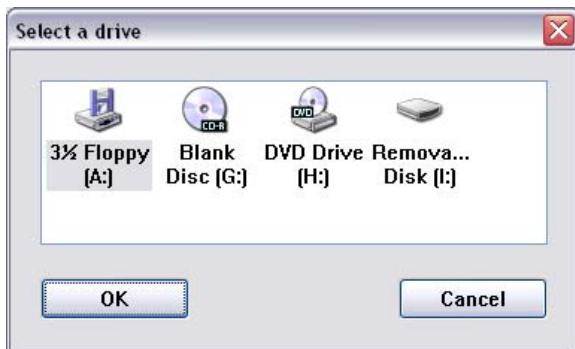 Select a drive
CD-R
DVD
3½ Floppy (A:)
Blank Disc (G:)
DVD Drive (H:)
Remova... Disk (I:)
OK
Cancel